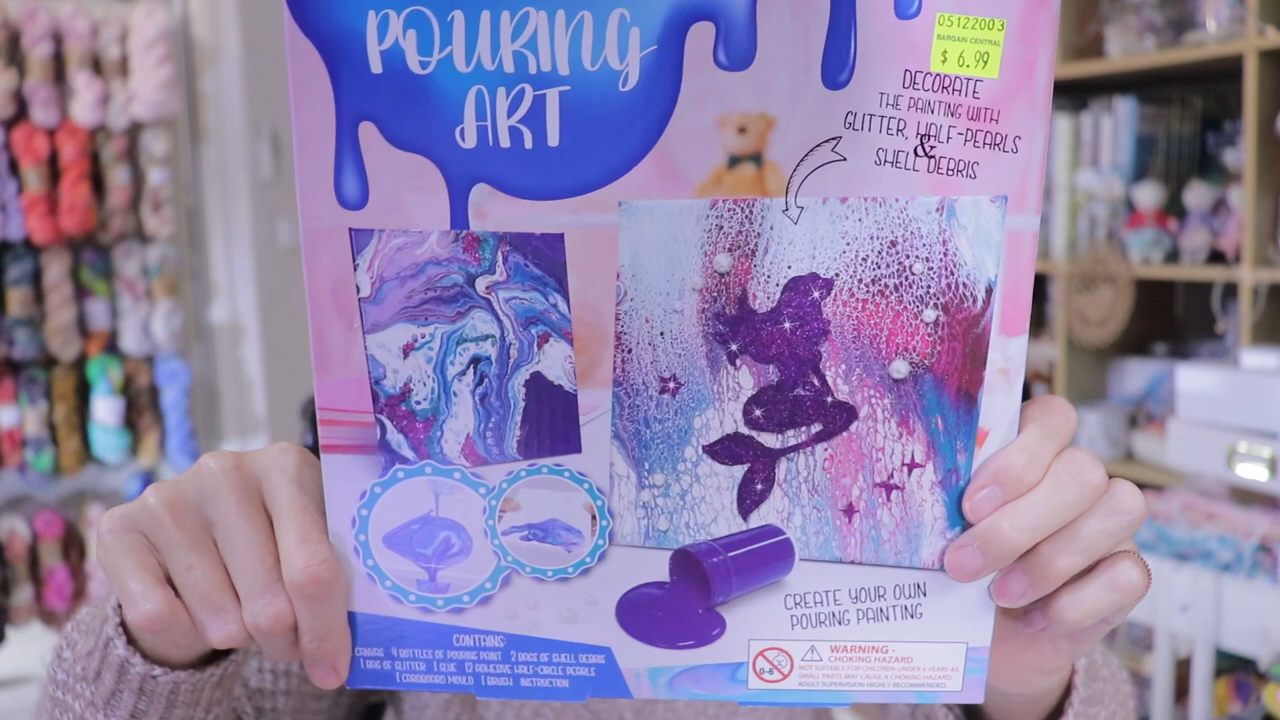 POURING
ART
05122003
BARGAIN CENTRAL
$ 6.99
DECORATE
THE PAINTING WITH
GLITTER, HALF-PEARLS
&
SHELL DEBRIS
CREATE YOUR OWN
POURING PAINTING
CONTAINS:
CANVAS 4 BOTTLES OF POURING PAINT 2 BAGS OF SHELL DEBRIS
1 BAG OF GLITTER 1 GLUE 12 ADHESIVE HALF-CIRCLE PEARLS
1 CARDBOARD MOULD 1 BRUSH INSTRUCTION
0-6
WARNING -
CHOKING HAZARD
NOT SUITABLE FOR CHILDREN UNDER 6 YEARS AS
SMALL PARTS MAY CAUSE A CHOKING HAZARD.
ADULT SUPERVISION HIGHLY RECOMMENDED.